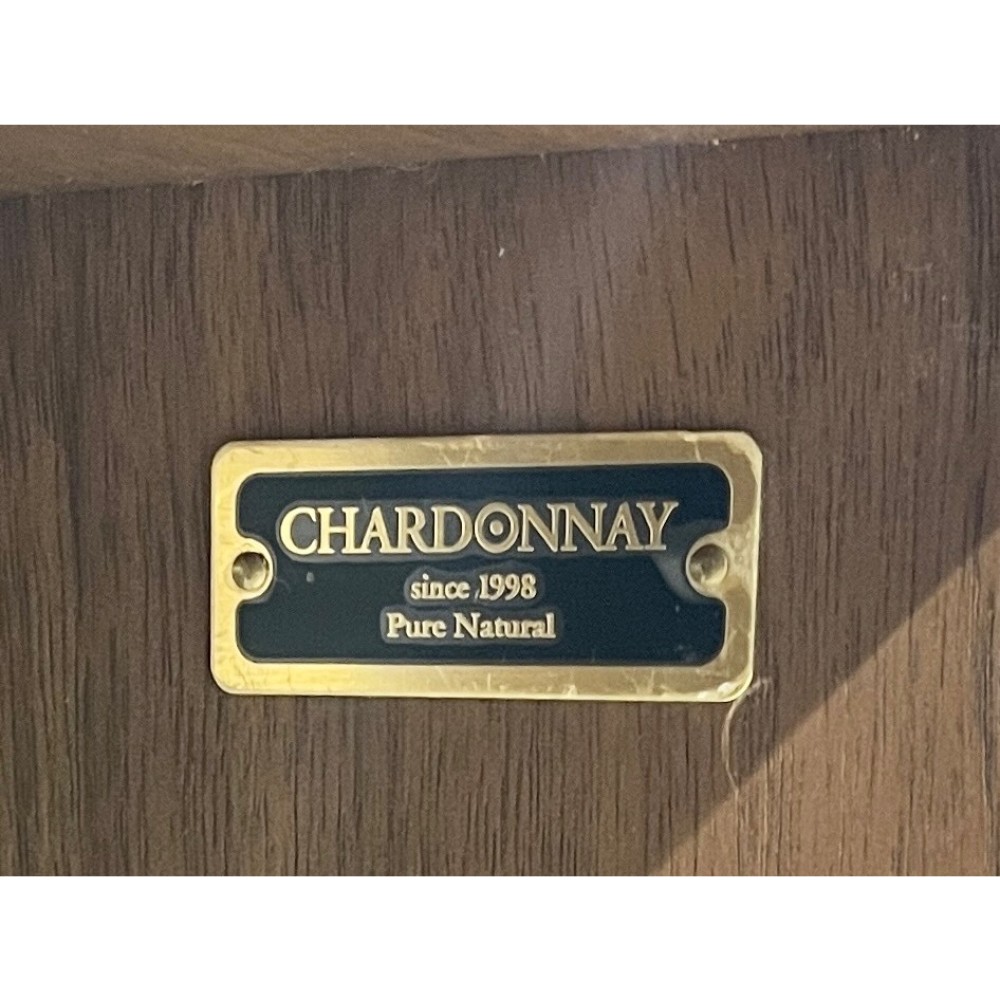 CHARDONNAY
since 1998
Pure Natural